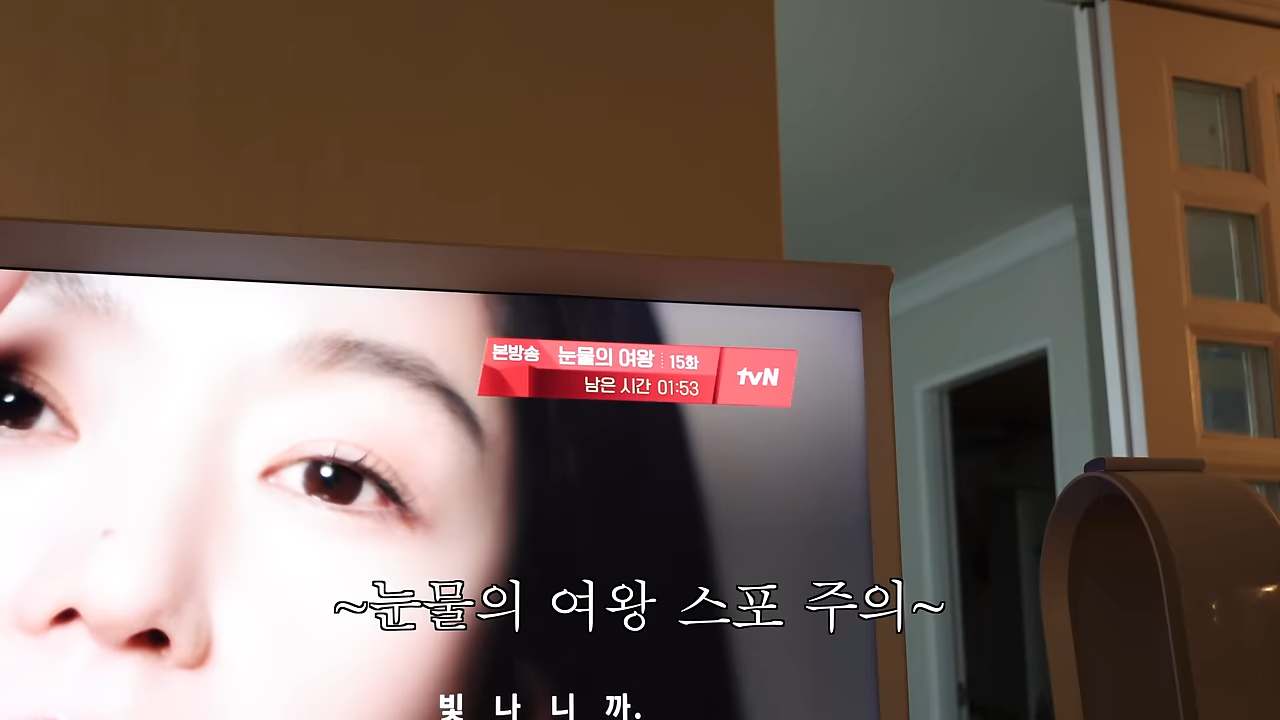 본방송 눈물의 여왕 15화
남은 시간 01:53
tvN
~눈물의 여왕 스포 주의~
빛 나 니 까.